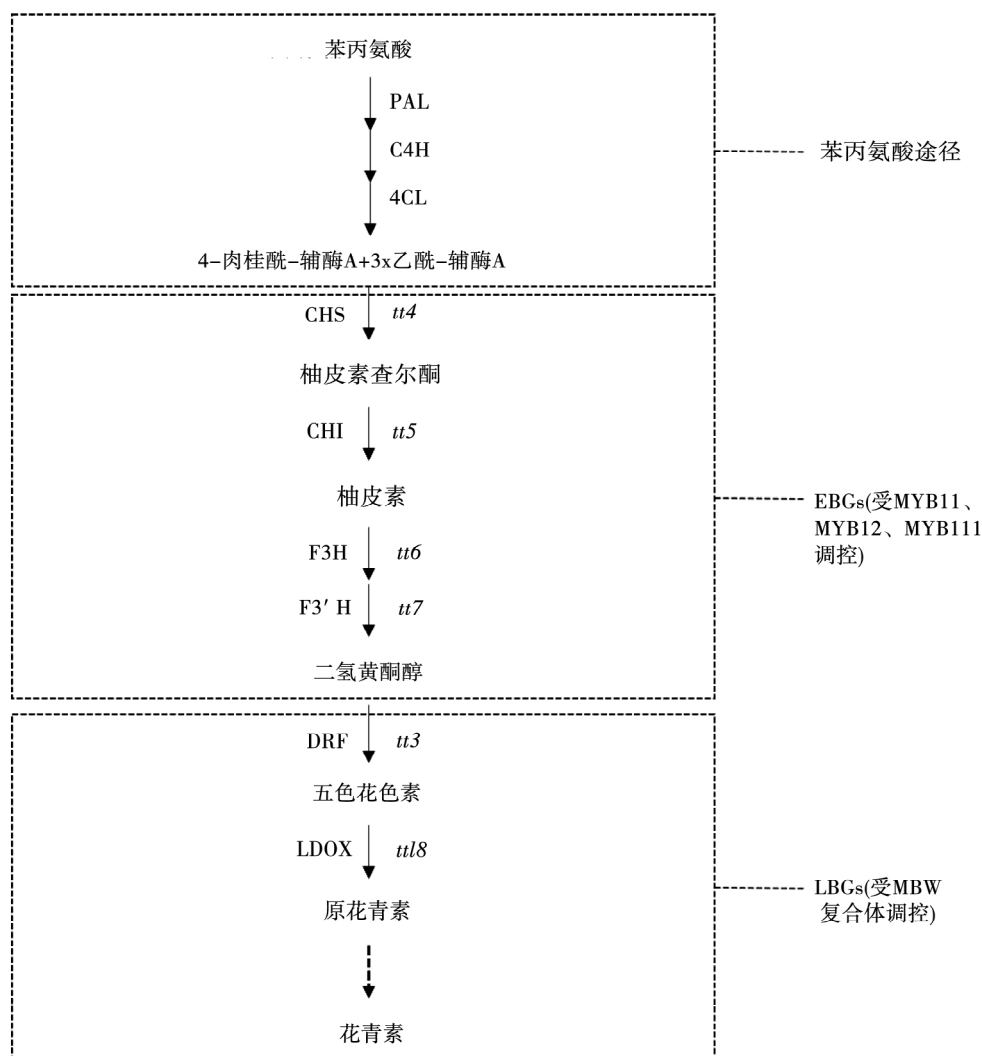 苯丙氨酸
PAL
C4H
4CL
苯丙氨酸途径
4-肉桂酰-辅酶A+3x乙酰-辅酶A
CHS tt4
柚皮素查尔酮
CHI tt5
柚皮素
EBGs(受MYB11、
MYB12、MYB111
调控)
F3H tt6
F3′ H tt7
二氢黄酮醇
DRF tt3
五色花色素
LDOX ttl8
LBGs(受MBW
复合体调控)
原花青素
花青素